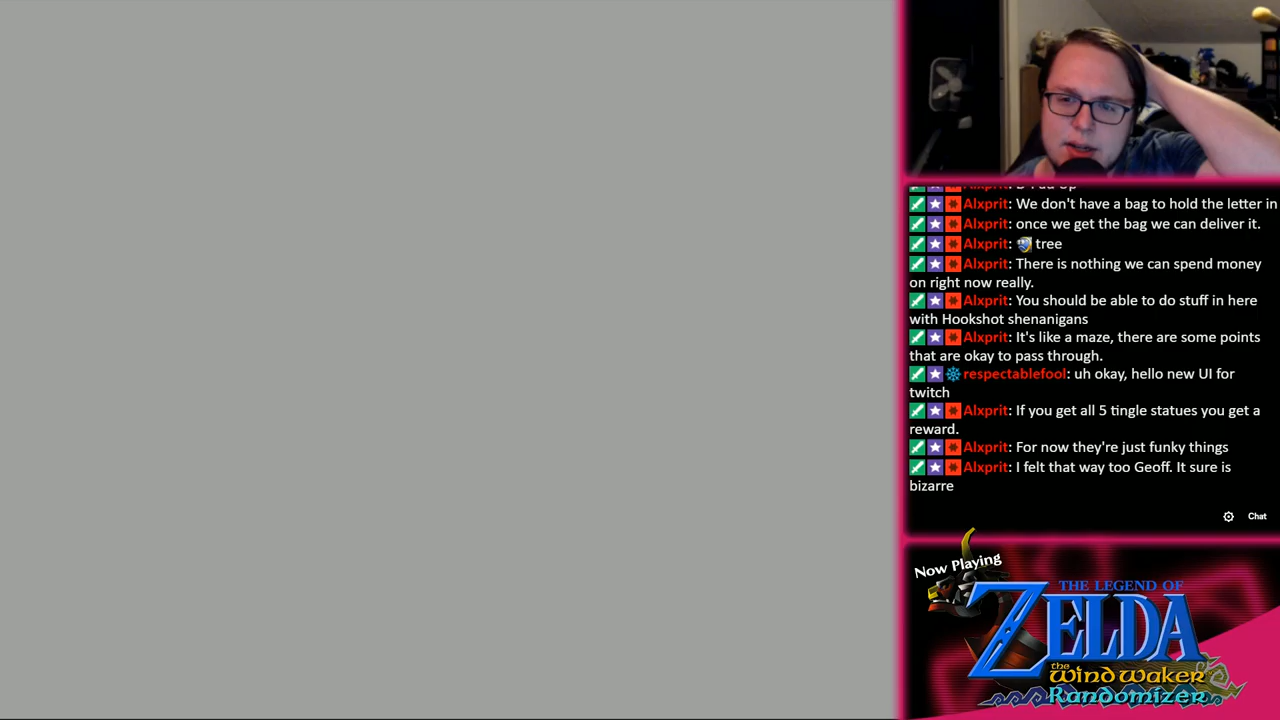 Alxprit: D-Pad Up
Alxprit: We don't have a bag to hold the letter in
Alxprit: once we get the bag we can deliver it.
Alxprit: tree
Alxprit: There is nothing we can spend money
on right now really.
Alxprit: You should be able to do stuff in here
with Hookshot shenanigans
Alxprit: It's like a maze, there are some points
that are okay to pass through.
respectablefool: uh okay, hello new UI for
twitch
Alxprit: If you get all 5 tingle statues you get a
reward.
Alxprit: For now they're just funky things
Alxprit: I felt that way too Geoff. It sure is
bizarre
Chat
Now Playing
THE LEGEND OF
ZELDA
the
Wind Waker
Randomizer